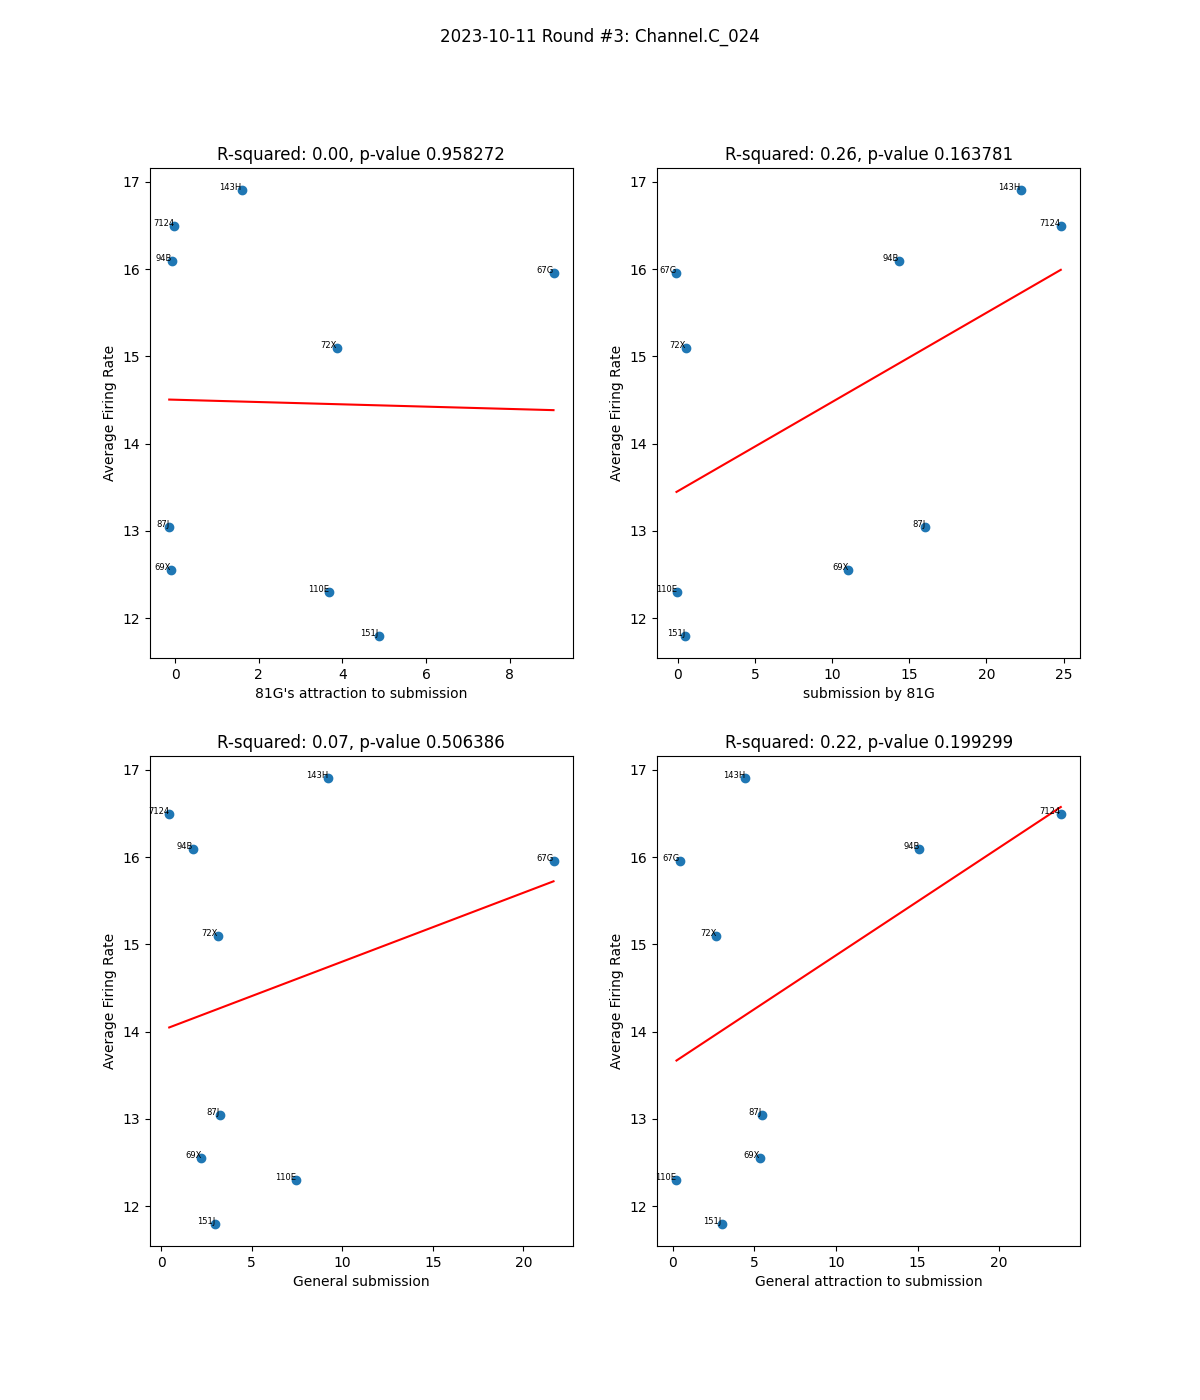 2023-10-11 Round #3: Channel.C_024
R-squared: 0.00, p-value 0.958272
17
16
15
14
13
12
Average Firing Rate
143H
7124
94B
67G
72X
87J
69X
110E
151J
0 2 4 6 8
81G's attraction to submission
R-squared: 0.26, p-value 0.163781
17
16
15
14
13
12
Average Firing Rate
143H
7124
94B
67G
72X
87J
69X
110E
151J
0 5 10 15 20 25
submission by 81G
R-squared: 0.07, p-value 0.506386
17
16
15
14
13
12
Average Firing Rate
143H
7124
94B
67G
72X
87J
69X
110E
151J
0 5 10 15 20
General submission
R-squared: 0.22, p-value 0.199299
17
16
15
14
13
12
Average Firing Rate
143H
7124
94B
67G
72X
87J
69X
110E
151J
0 5 10 15 20
General attraction to submission